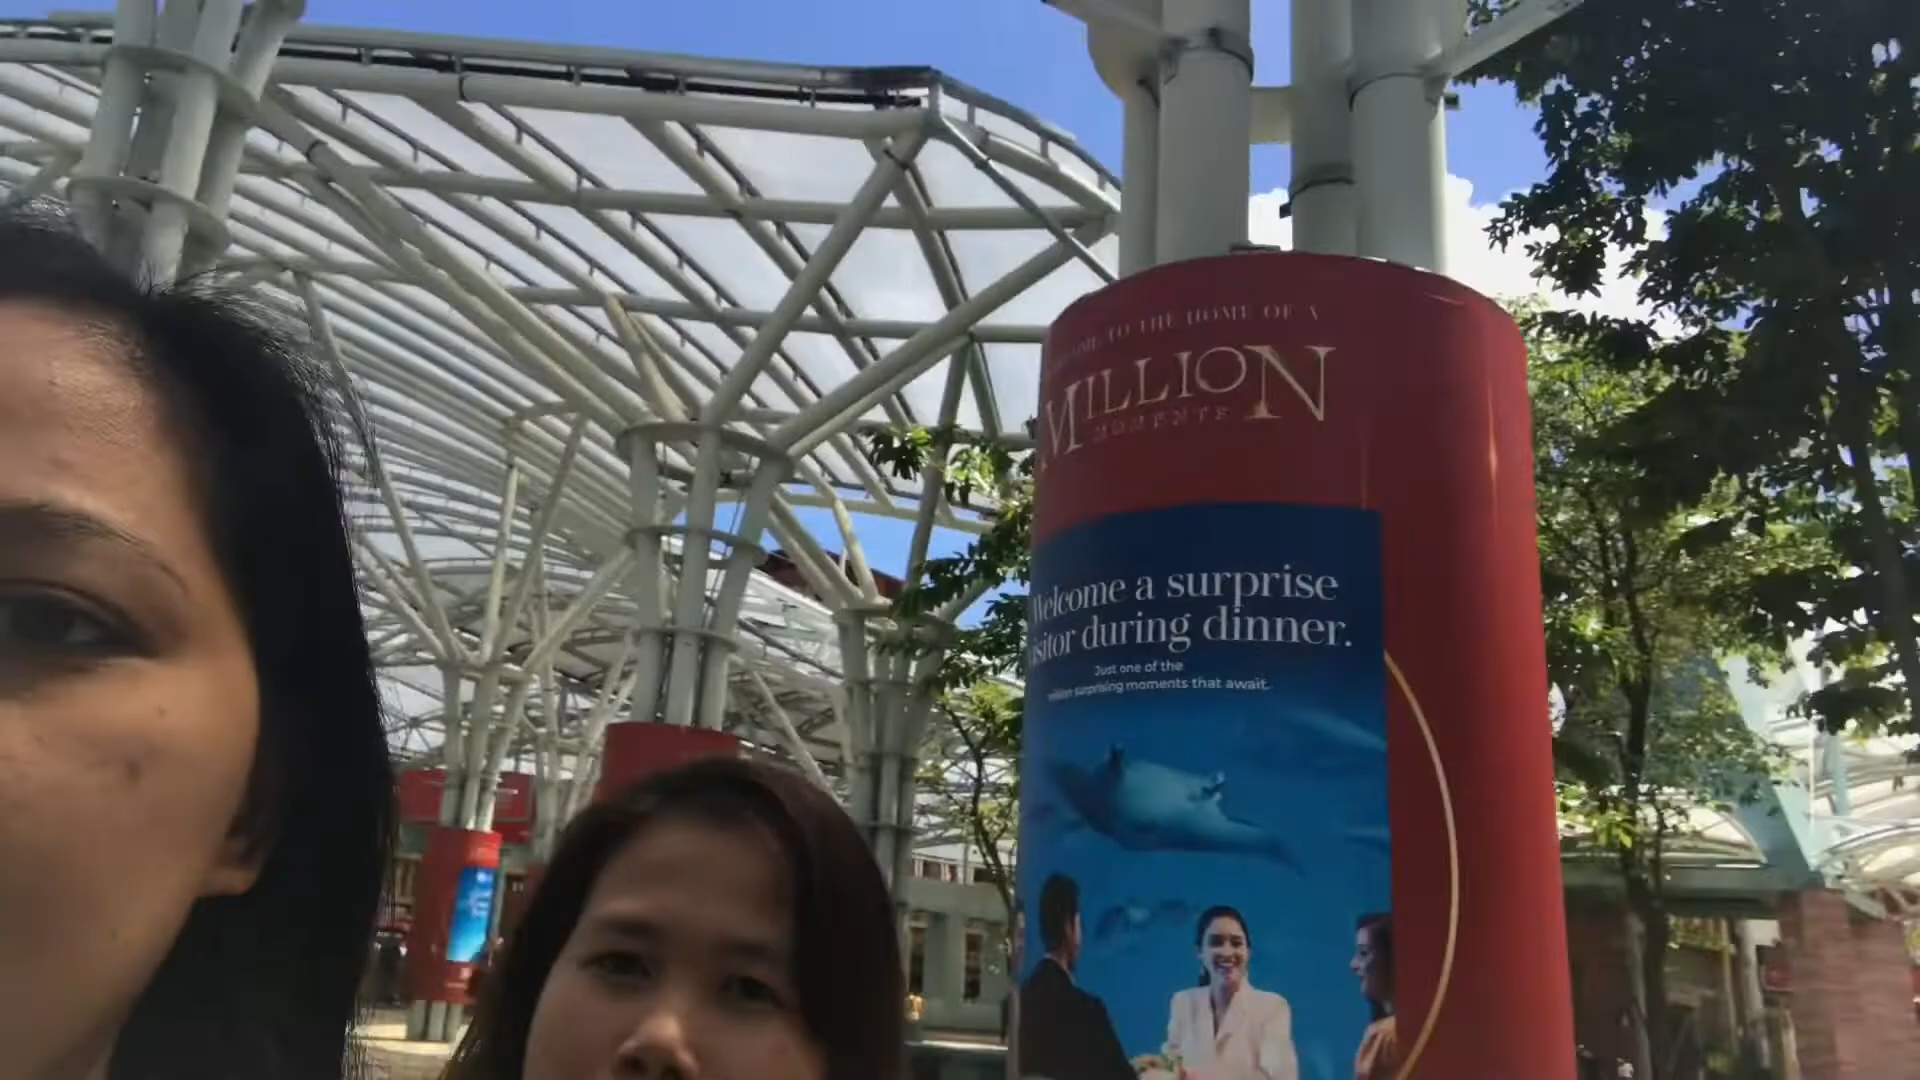 TO THE HOME OF A
MILLION
MOMENTS
Welcome a surprise
visitor during dinner.
Just one of the
million surprising moments that await.